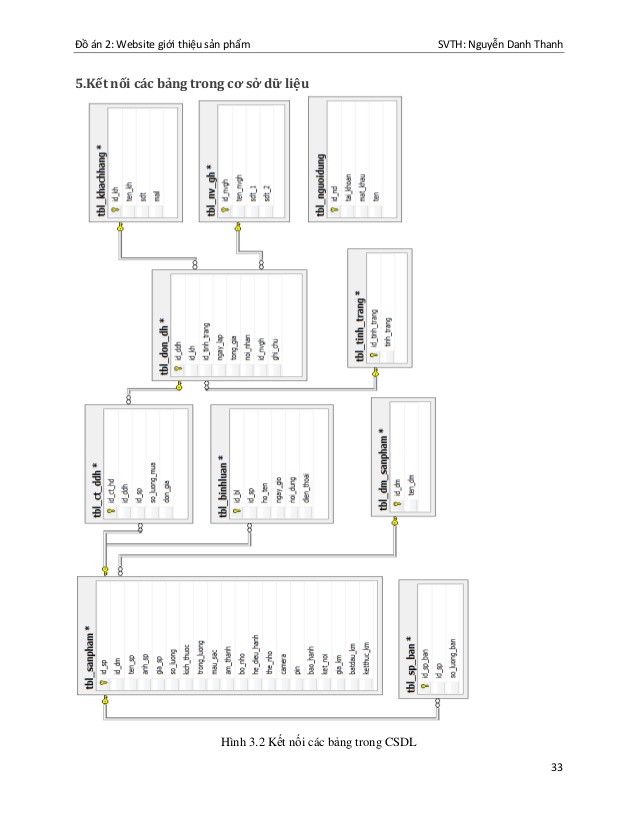 Đồ án 2: Website giới thiệu sản phẩm SVTH: Nguyễn Danh Thanh
5.Kết nối các bảng trong cơ sở dữ liệu
tbl_sanpham *
id_sp
id_dm
ten_sp
anh_sp
gia_sp
so_luong
kich_thuoc
trong_luong
mau_sac
am_thanh
bo_nho
he_dieu_hanh
the_nho
camera
pin
bao_hanh
ket_noi
gia_km
batdau_km
ketthuc_km
tbl_sp_ban *
id_sp_ban
id_sp
so_luong_ban
tbl_ct_ddh *
id_ct_hd
id_ddh
id_sp
so_luong_mua
don_gia
tbl_binhluan *
id_bl
id_sp
ho_ten
ngay_gio
noi_dung
dien_thoai
tbl_dm_sanpham *
id_dm
ten_dm
tbl_don_dh *
id_ddh
id_kh
id_tinh_trang
ngay_lap
tong_gia
noi_nhan
id_nvgh
ghi_chu
tbl_tinh_trang *
id_tinh_trang
tinh_trang
tbl_khachhang *
id_kh
ten_kh
sdt
mail
tbl_nv_gh *
id_nvgh
ten_nvgh
sdt_1
sdt_2
tbl_nguoidung
id_nd
tai_khoan
mat_khau
ten
Hình 3.2 Kết nối các bảng trong CSDL
33